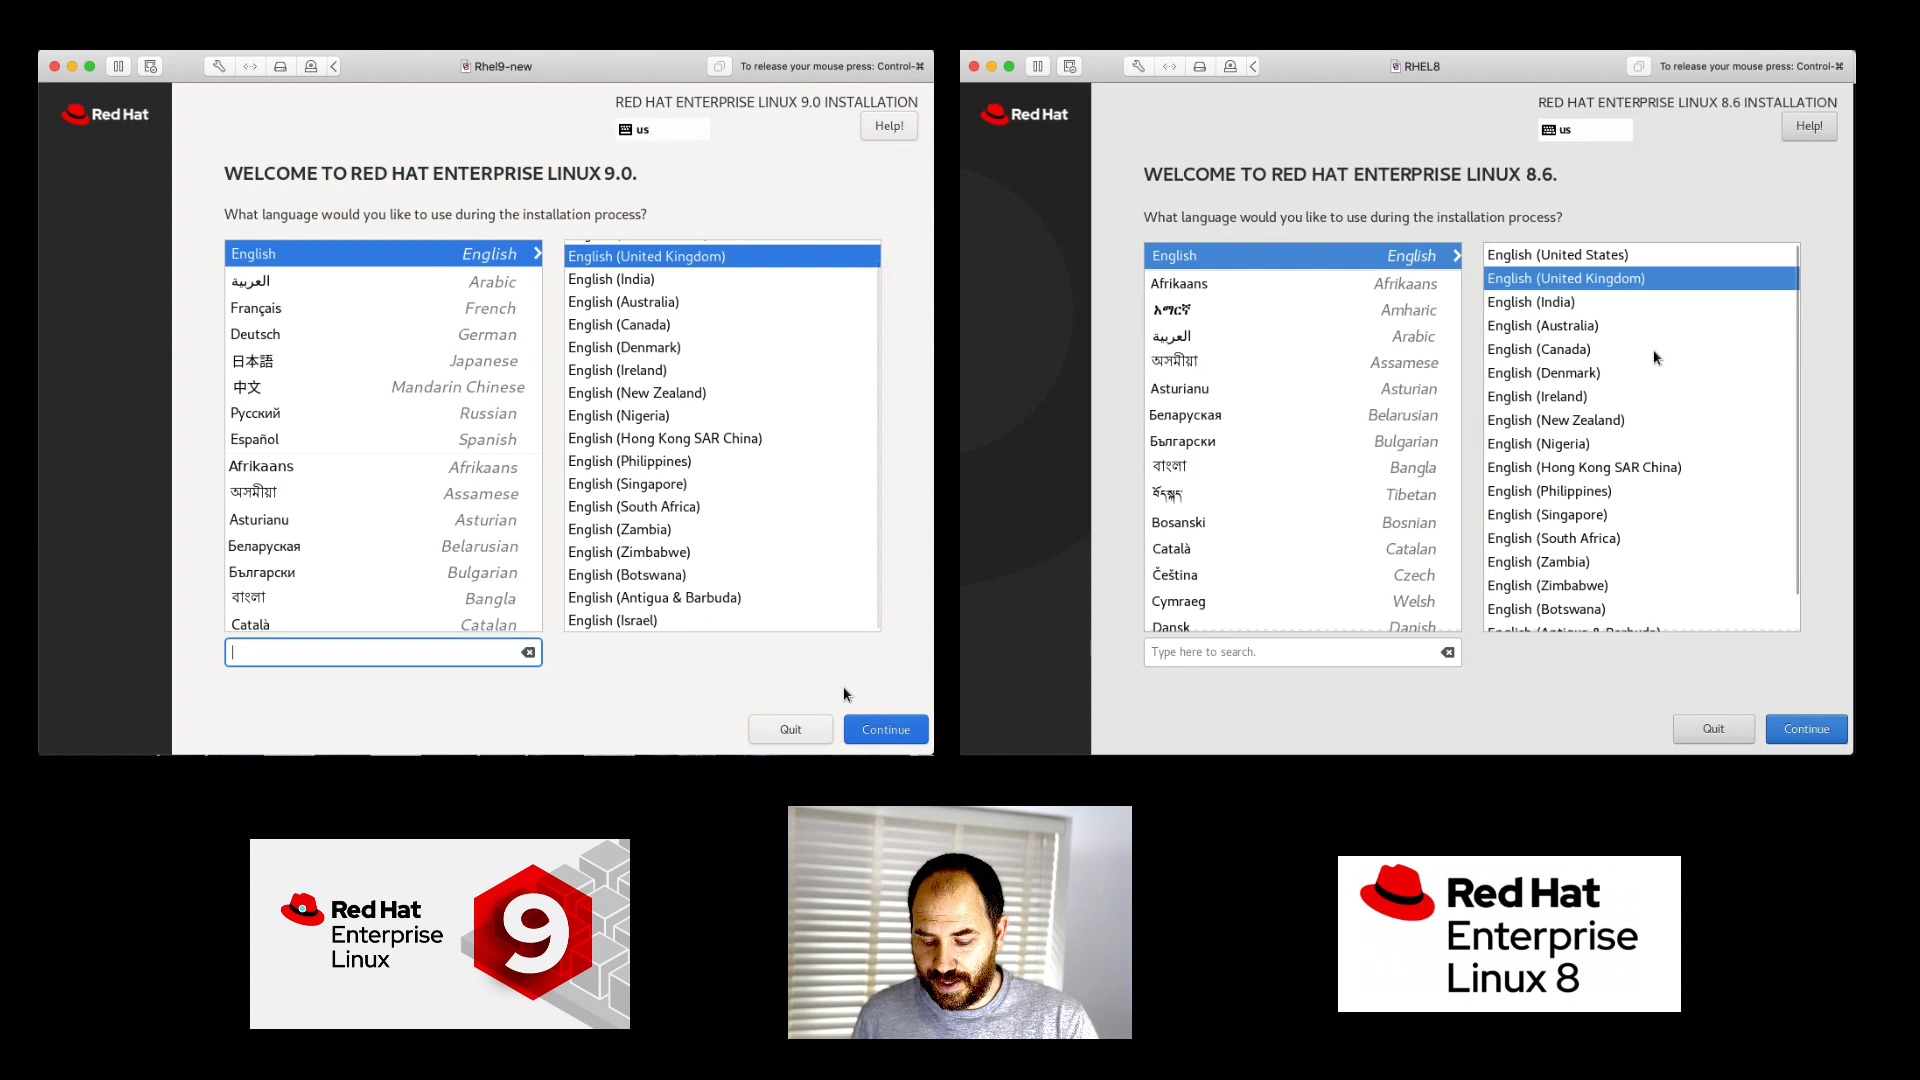 Rhel9-new
To release your mouse press: Control-⌘
Red Hat
RED HAT ENTERPRISE LINUX 9.0 INSTALLATION
us
Help!
WELCOME TO RED HAT ENTERPRISE LINUX 9.0.
What language would you like to use during the installation process?
English English
العربية Arabic
Français French
Deutsch German
日本語 Japanese
中文 Mandarin Chinese
Русский Russian
Español Spanish
Afrikaans Afrikaans
অসমীয়া Assamese
Asturianu Asturian
Беларуская Belarusian
Български Bulgarian
বাংলা Bangla
Català Catalan
English (United Kingdom)
English (India)
English (Australia)
English (Canada)
English (Denmark)
English (Ireland)
English (New Zealand)
English (Nigeria)
English (Hong Kong SAR China)
English (Philippines)
English (Singapore)
English (South Africa)
English (Zambia)
English (Zimbabwe)
English (Botswana)
English (Antigua & Barbuda)
English (Israel)
Quit
Continue
RHEL8
To release your mouse press: Control-⌘
Red Hat
RED HAT ENTERPRISE LINUX 8.6 INSTALLATION
us
Help!
WELCOME TO RED HAT ENTERPRISE LINUX 8.6.
What language would you like to use during the installation process?
English English
Afrikaans Afrikaans
አማርኛ Amharic
العربية Arabic
অসমীয়া Assamese
Asturianu Asturian
Беларуская Belarusian
Български Bulgarian
বাংলা Bangla
བོད་སྐད་ Tibetan
Bosanski Bosnian
Català Catalan
Čeština Czech
Cymraeg Welsh
Dansk Danish
Type here to search.
English (United States)
English (United Kingdom)
English (India)
English (Australia)
English (Canada)
English (Denmark)
English (Ireland)
English (New Zealand)
English (Nigeria)
English (Hong Kong SAR China)
English (Philippines)
English (Singapore)
English (South Africa)
English (Zambia)
English (Zimbabwe)
English (Botswana)
English (Antigua & Barbuda)
Quit
Continue
Red Hat
Enterprise
Linux
9
Red Hat
Enterprise
Linux 8